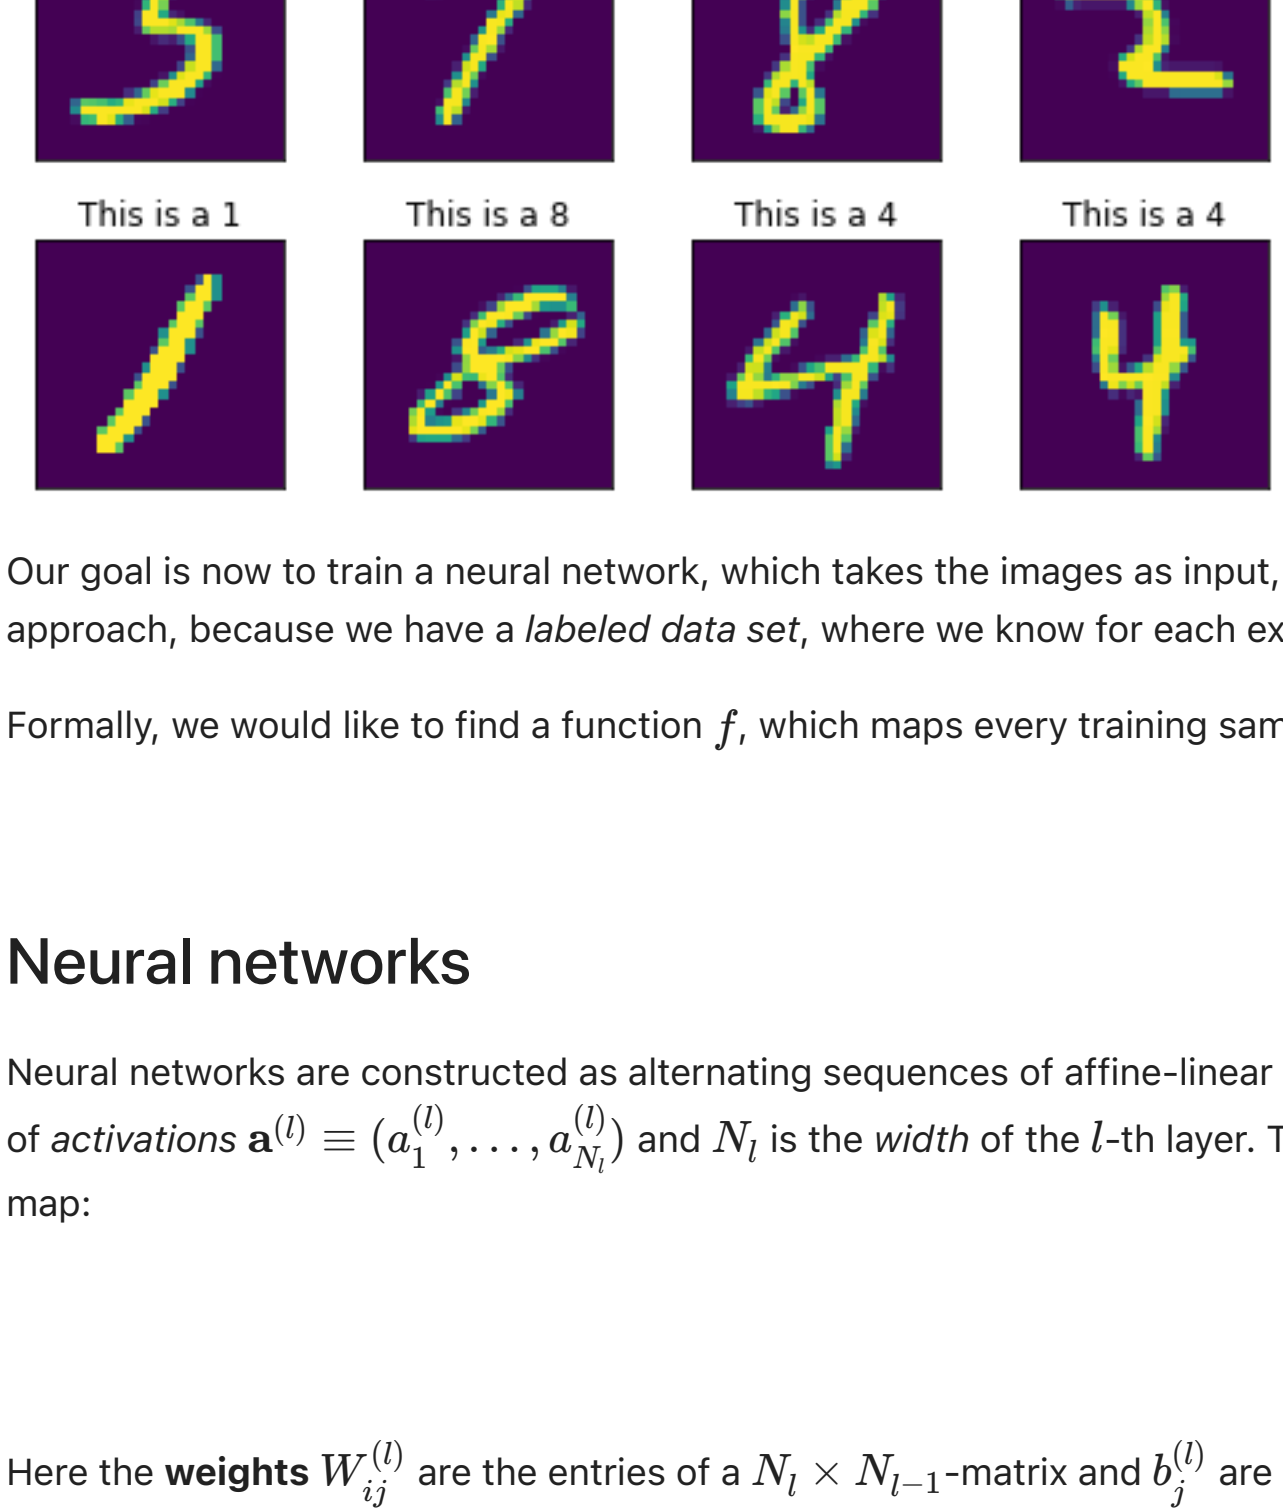 This is a 1 This is a 8 This is a 4 This is a 4
Our goal is now to train a neural network, which takes the images as input,
approach, because we have a labeled data set, where we know for each ex
Formally, we would like to find a function f, which maps every training sam
Neural networks
Neural networks are constructed as alternating sequences of affine-linear
of activations a^{(l)} ≡ (a_1^{(l)}, ..., a_{N_l}^{(l)}) and N_l is the width of the l-th layer. T
map:
Here the weights W_{ij}^{(l)} are the entries of a N_l × N_{l−1}-matrix and b_j^{(l)} are